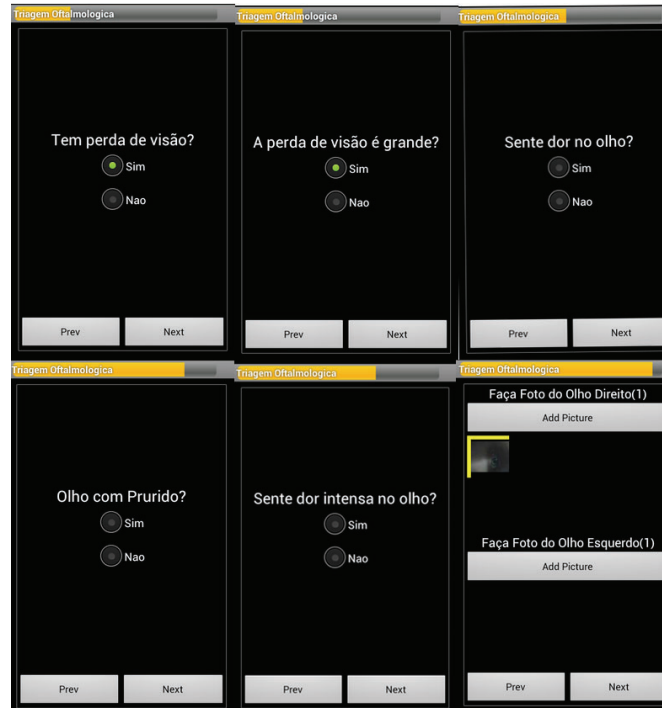 Triagem Oftalmologica
Tem perda de visão?
Sim
Nao
Prev Next
Triagem Oftalmologica
A perda de visão é grande?
Sim
Nao
Prev Next
Triagem Oftalmologica
Sente dor no olho?
Sim
Nao
Prev Next
Triagem Oftalmologica
Olho com Prurido?
Sim
Nao
Prev Next
Triagem Oftalmologica
Sente dor intensa no olho?
Sim
Nao
Prev Next
Triagem Oftalmologica
Faça Foto do Olho Direito(1)
Add Picture
Faça Foto do Olho Esquerdo(1)
Add Picture
Prev Next